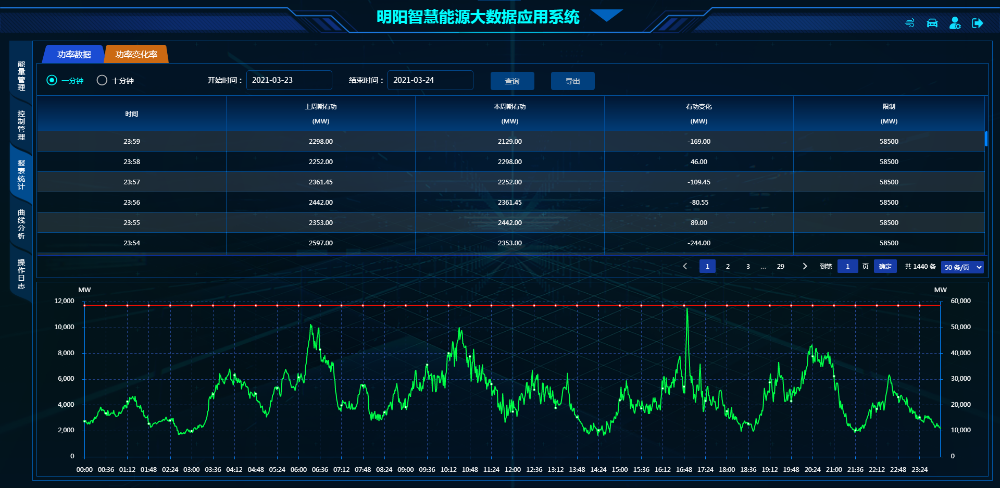 明阳智慧能源大数据应用系统
能量管理
控制管理
报表统计
曲线分析
操作日志
功率数据 功率变化率
一分钟 十分钟 开始时间： 2021-03-23 结束时间： 2021-03-24 查询 导出
时间 上周期有功 (MW) 本周期有功 (MW) 有功变化 (MW) 限制 (MW)
23:59 2298.00 2129.00 -169.00 58500
23:58 2252.00 2298.00 46.00 58500
23:57 2361.45 2252.00 -109.45 58500
23:56 2442.00 2361.45 -80.55 58500
23:55 2353.00 2442.00 89.00 58500
23:54 2597.00 2353.00 -244.00 58500
1 2 3 ... 29 到第 1 页 确定 共 1440 条 50 条/页
MW MW
12,000 60,000
10,000 50,000
8,000 40,000
6,000 30,000
4,000 20,000
2,000 10,000
0 0
00:00 00:36 01:12 01:48 02:24 03:00 03:36 04:12 04:48 05:24 06:00 06:36 07:12 07:48 08:24 09:00 09:36 10:12 10:48 11:24 12:00 12:36 13:12 13:48 14:24 15:00 15:36 16:12 16:48 17:24 18:00 18:36 19:12 19:48 20:24 21:00 21:36 22:12 22:48 23:24